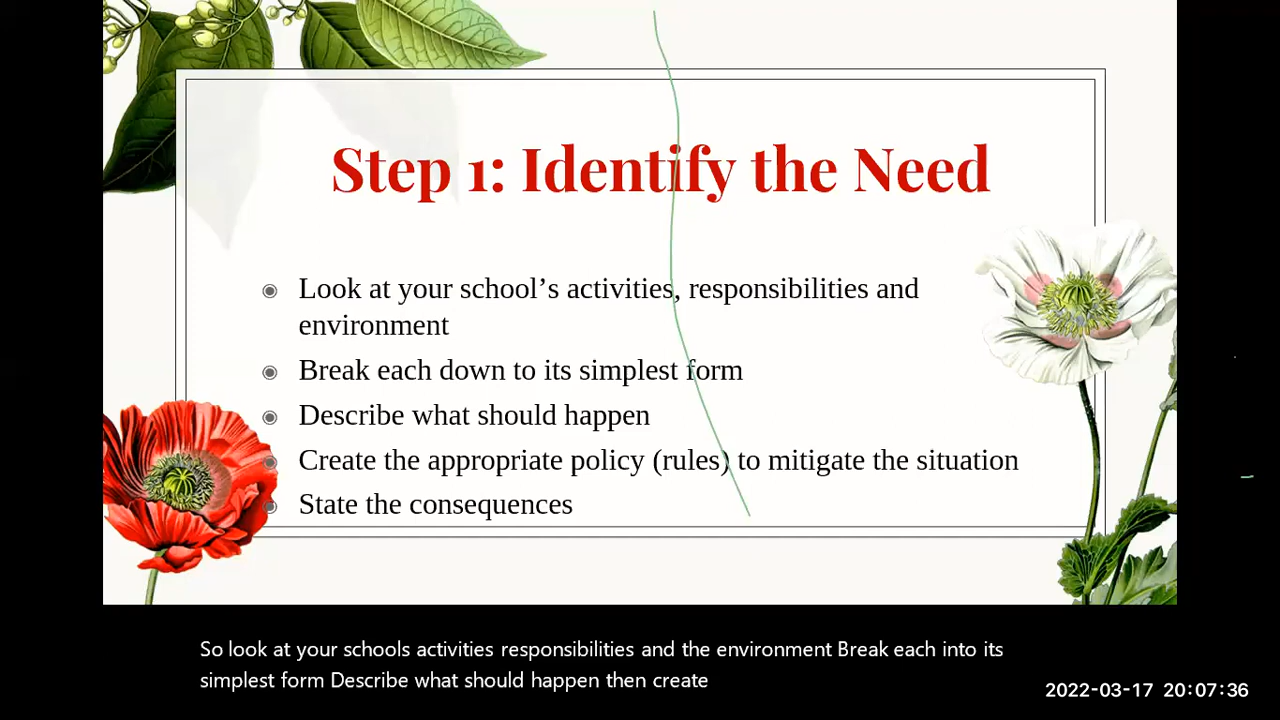 Step 1: Identify the Need
Look at your school’s activities, responsibilities and
environment
Break each down to its simplest form
Describe what should happen
Create the appropriate policy (rules) to mitigate the situation
State the consequences
So look at your schools activities responsibilities and the environment Break each into its
simplest form Describe what should happen then create
2022-03-17 20:07:36